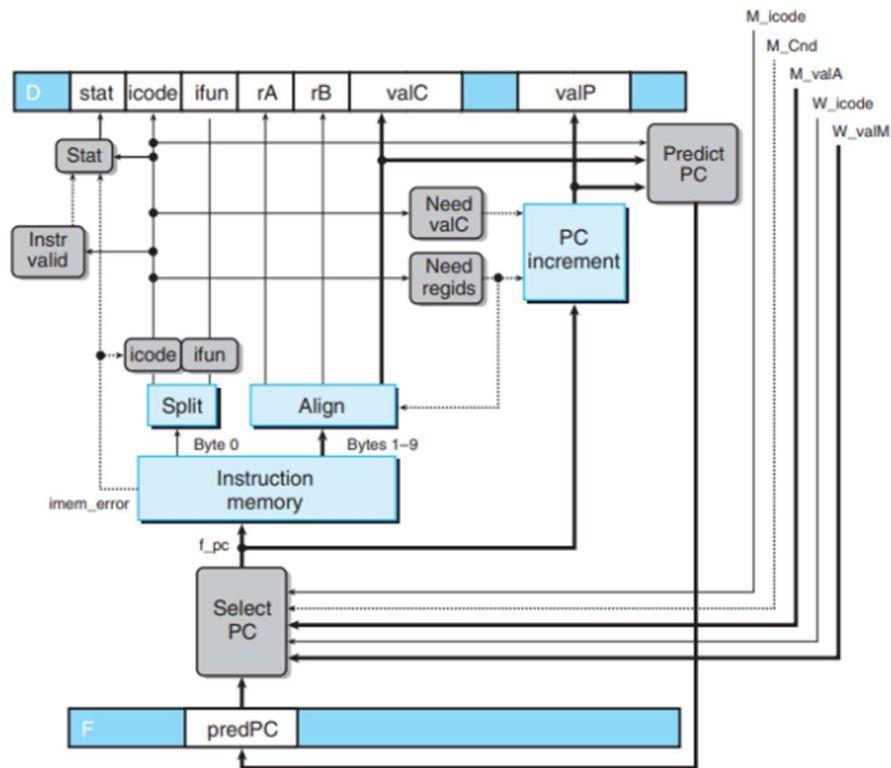 M_icode
M_Cnd
M_valA
W_icode
W_valM
D stat icode ifun rA rB valC valP
Stat
Predict
PC
Need
valC
Instr
valid
PC
increment
Need
regids
icode ifun
Split
Align
Byte 0
Bytes 1–9
Instruction
memory
imem_error
f_pc
Select
PC
F predPC